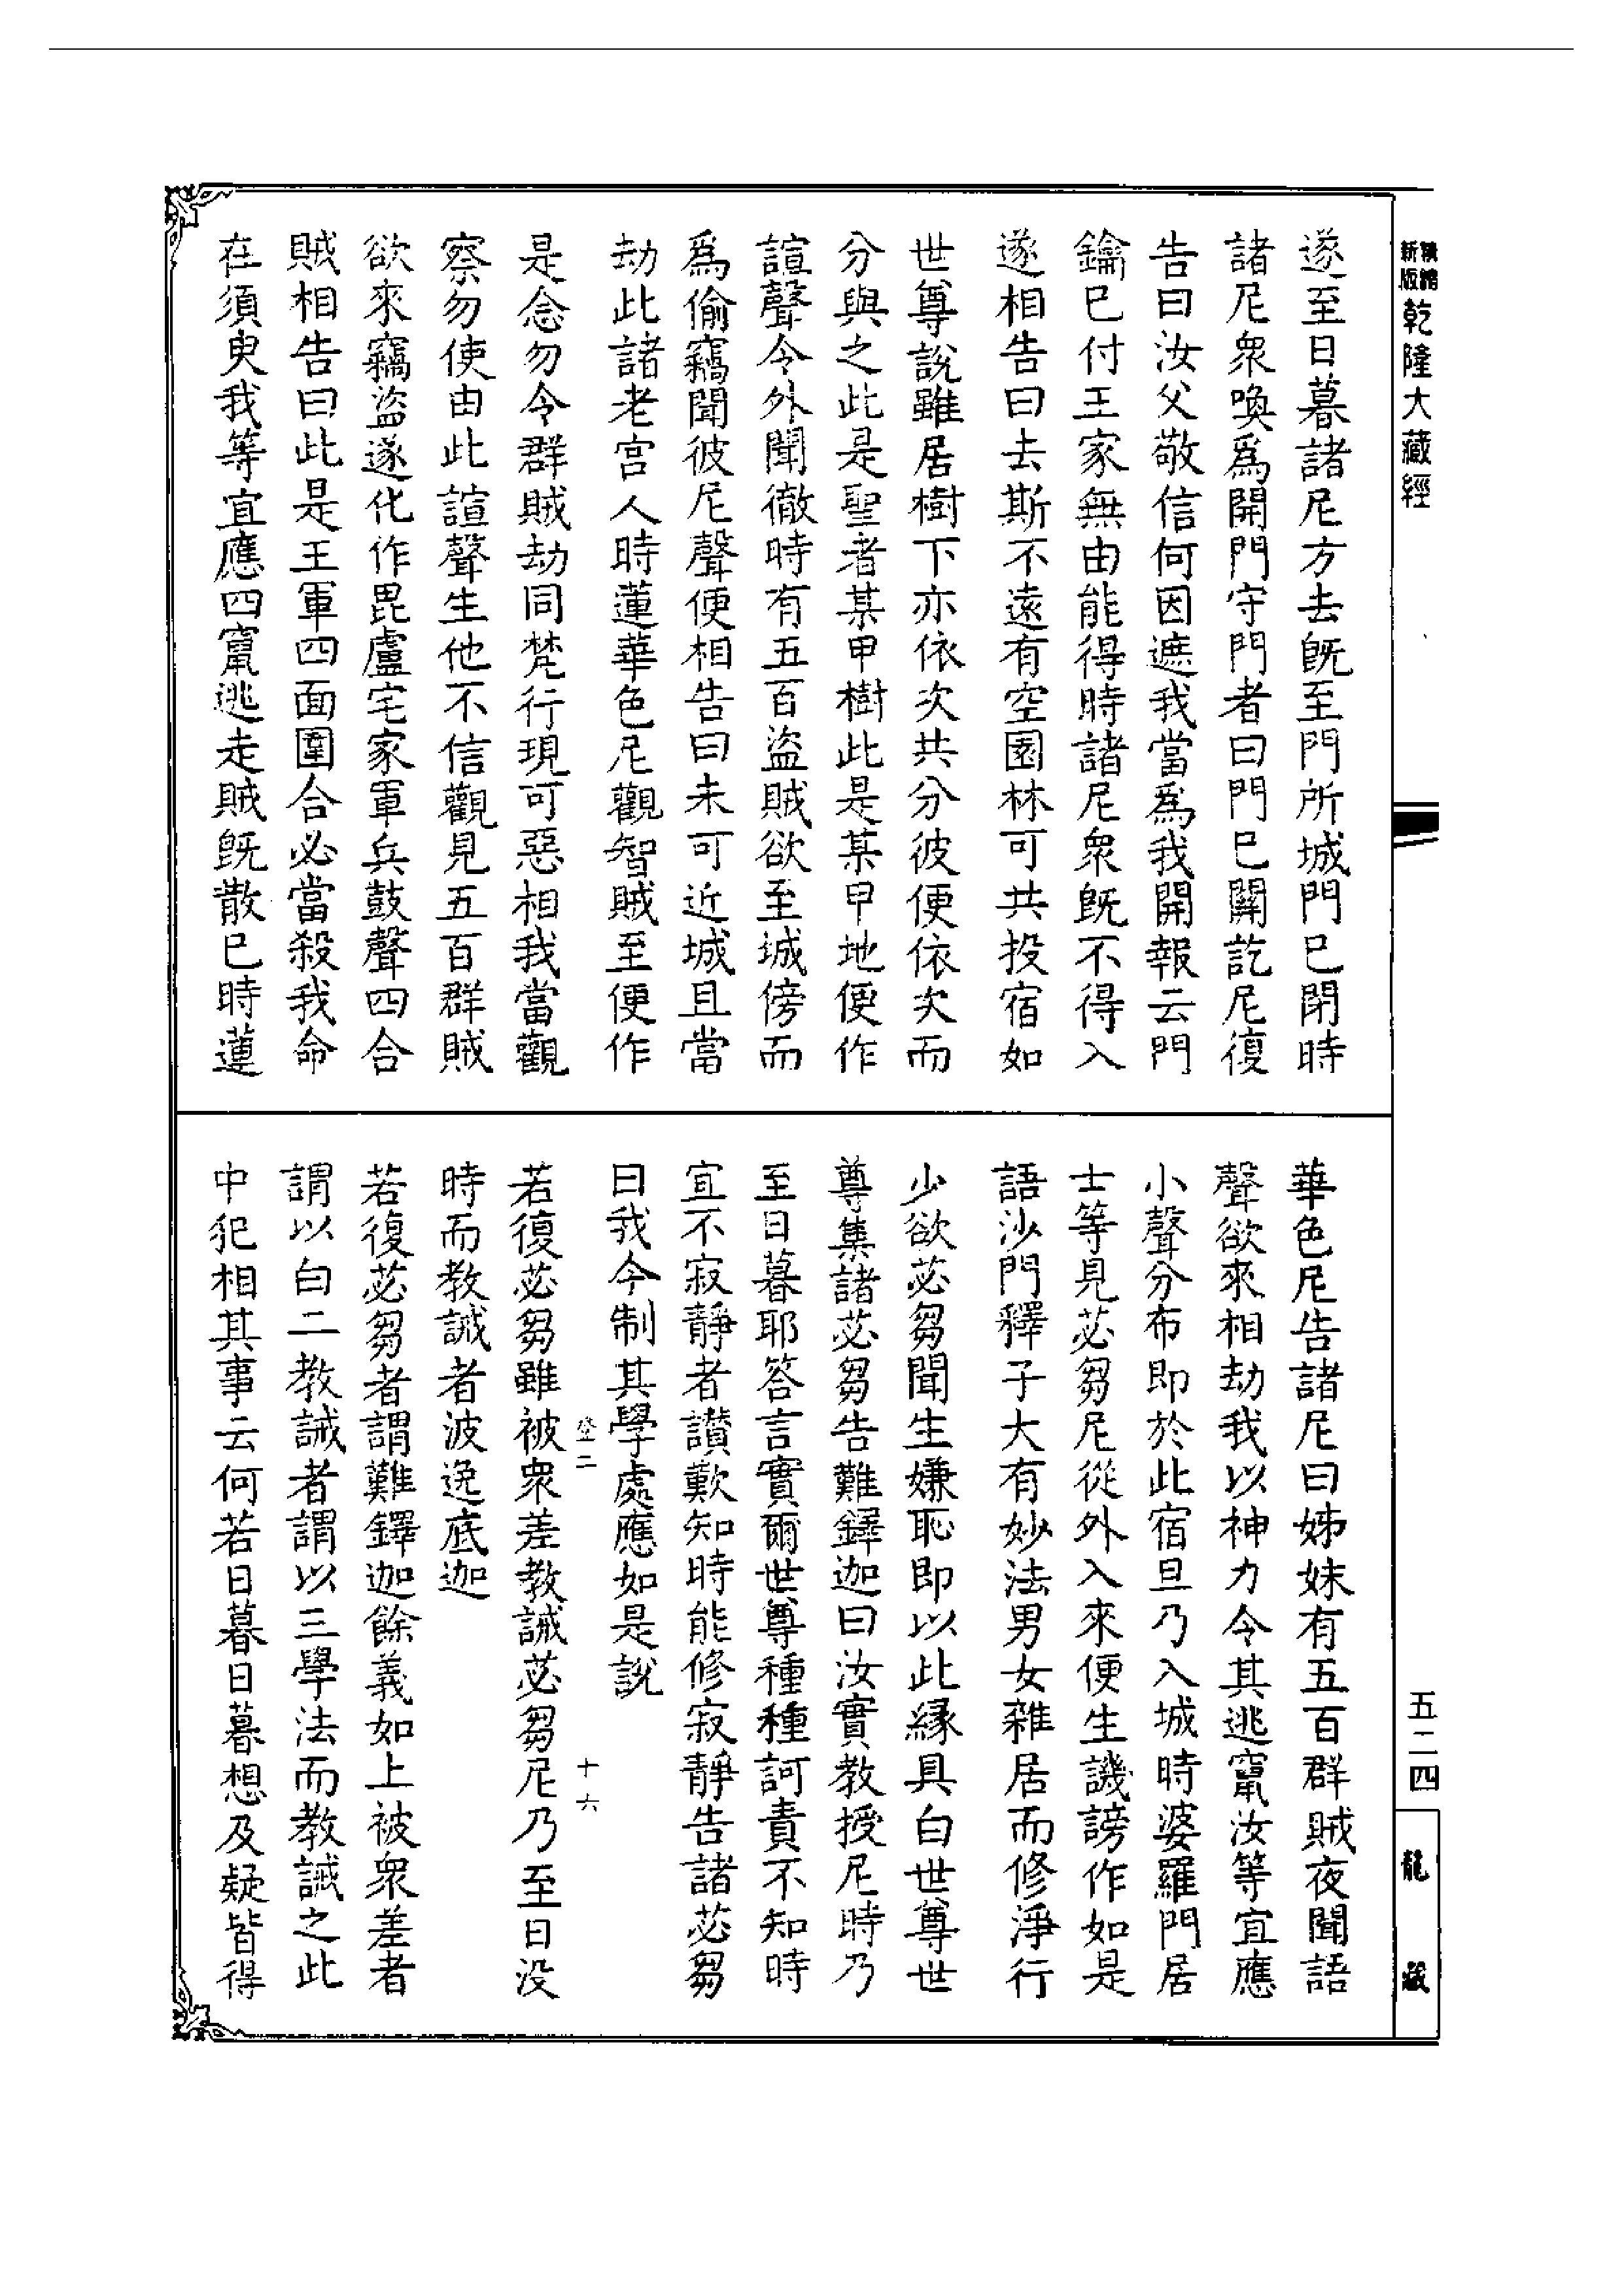 新版
乾隆大藏經
遂至日暮諸尼方去既至門所城門已閉時
諸尼眾喚爲開門守門者曰門已關訖尼復
告曰汝父敬信何因遮我當爲我開報云門
鑰已付王家無由能得時諸尼眾既不得入
遂相告曰去斯不遠有空園林可共投宿如
世尊說雖居樹下亦依次共分彼便依次而
分與之此是聖者某甲樹此是某甲地便作
諠聲令外聞徹時有五百盜賊欲至城傍而
爲偷竊聞彼尼聲便相告曰未可近城且當
劫此諸老宮人時蓮華色尼觀智賊至便作
是念勿令群賊劫同梵行現可惡相我當觀
察勿使由此諠聲生他不信觀見五百群賊
欲來竊盜遂化作毘盧宅家軍兵鼓聲四合
賊相告曰此是王軍四面圍合必當殺我命
在須臾我等宜應四竄逃走賊既散已時蓮
華色尼告諸尼曰姊妹有五百群賊夜聞語
聲欲來相劫我以神力令其逃竄汝等宜應
小聲分布即於此宿旦乃入城時婆羅門居
士等見苾芻尼從外入來便生譏謗作如是
語沙門釋子大有妙法男女雜居而修淨行
少欲苾芻聞生嫌恥即以此緣具白世尊世
尊集諸苾芻告難鐸迦曰汝實教授尼時乃
至日暮耶答言實爾世尊種種訶責不知時
宜不寂靜者讚歎知時能修寂靜告諸苾芻
曰我今制其學處應如是說
若復苾芻雖被眾差教誡苾芻尼乃至日没
時而教誡者波逸底迦
若復苾芻者謂難鐸迦餘義如上被眾差者
謂以白二教誡者謂以三學法而教誡之此
中犯相其事云何若日暮日暮想及疑皆得
十六
五二四
龍藏